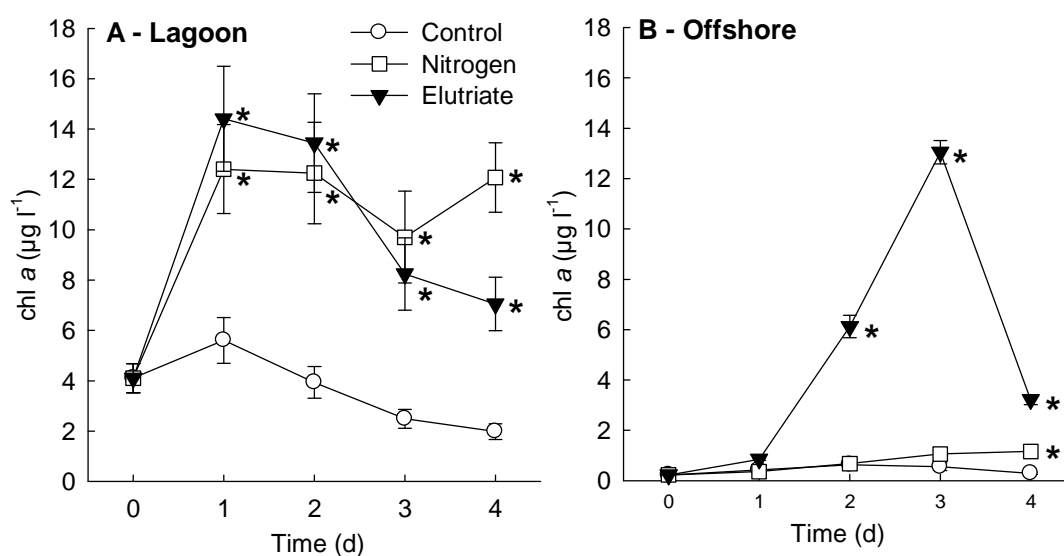 A - Lagoon
Control
Nitrogen
Elutriate
chl a (µg l-1)
18
16
14
12
10
8
6
4
2
0
* * * * * * * *
0 1 2 3 4
Time (d)
B - Offshore
chl a (µg l-1)
18
16
14
12
10
8
6
4
2
0
* * * *
0 1 2 3 4
Time (d)